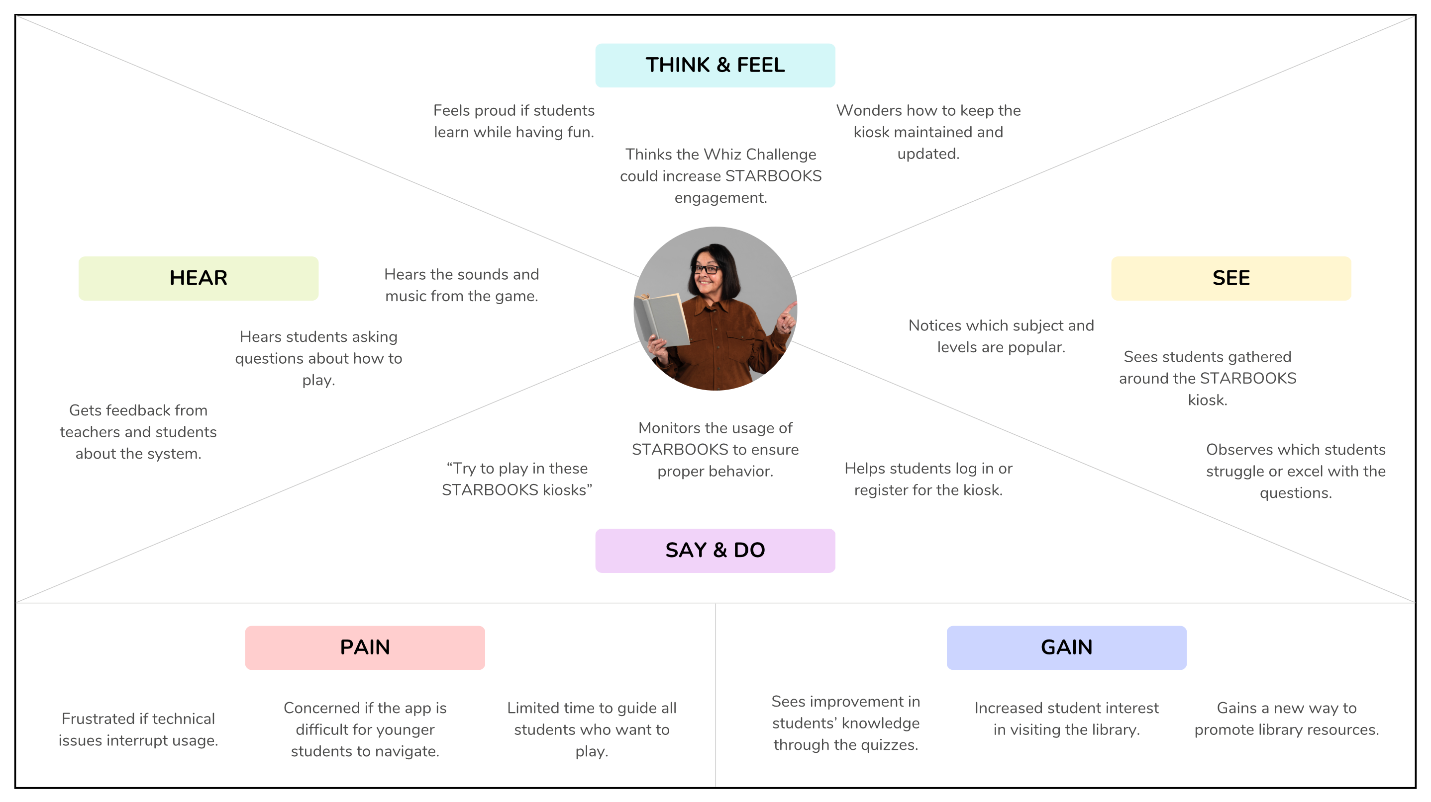 THINK & FEEL
Feels proud if students
learn while having fun.
Thinks the Whiz Challenge
could increase STARBOOKS
engagement.
Wonders how to keep the
kiosk maintained and
updated.
HEAR
Hears the sounds and
music from the game.
Hears students asking
questions about how to
play.
Gets feedback from
teachers and students
about the system.
SEE
Notices which subject and
levels are popular.
Sees students gathered
around the STARBOOKS
kiosk.
Observes which students
struggle or excel with the
questions.
“Try to play in these
STARBOOKS kiosks”
Monitors the usage of
STARBOOKS to ensure
proper behavior.
Helps students log in or
register for the kiosk.
SAY & DO
PAIN
Frustrated if technical
issues interrupt usage.
Concerned if the app is
difficult for younger
students to navigate.
Limited time to guide all
students who want to
play.
GAIN
Sees improvement in
students’ knowledge
through the quizzes.
Increased student interest
in visiting the library.
Gains a new way to
promote library resources.